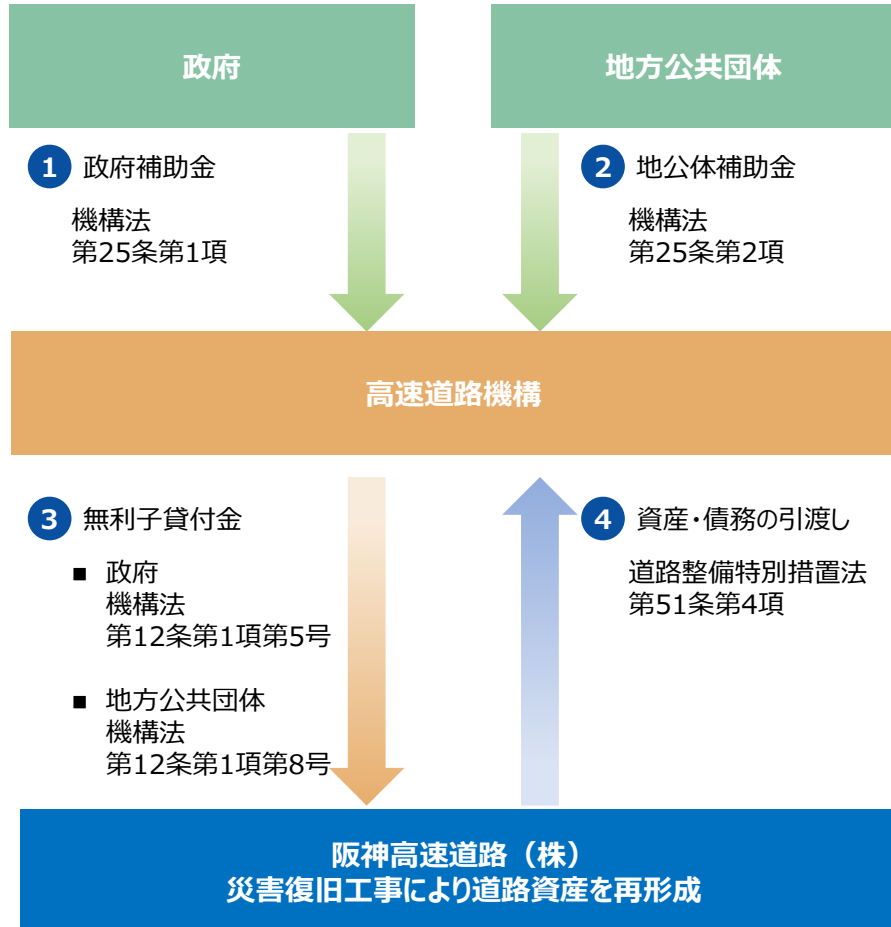 政府
地方公共団体
1 政府補助金
機構法
第25条第1項
2 地公体補助金
機構法
第25条第2項
高速道路機構
3 無利子貸付金
■ 政府
機構法
第12条第1項第5号
■ 地方公共団体
機構法
第12条第1項第8号
4 資産・債務の引渡し
道路整備特別措置法
第51条第4項
阪神高速道路（株）
災害復旧工事により道路資産を再形成